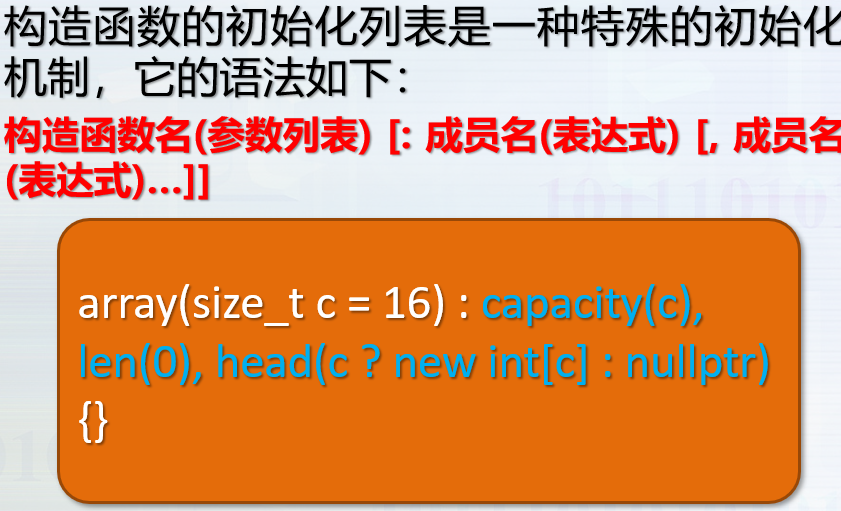 构造函数的初始化列表是一种特殊的初始化
机制，它的语法如下：
构造函数名(参数列表) [: 成员名(表达式) [, 成员名
(表达式)…]]
array(size_t c = 16) : capacity(c),
len(0), head(c ? new int[c] : nullptr)
{}